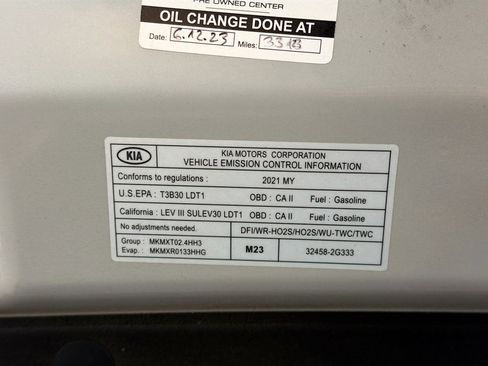 PRE OWNED CENTER
OIL CHANGE DONE AT
Date: 6.12.23 Miles:
KIA KIA MOTORS CORPORATION
VEHICLE EMISSION CONTROL INFORMATION
Conforms to regulations : 2021 MY
U.S.EPA : T3B30 LDT1 OBD : CA II Fuel : Gasoline
California : LEV III SULEV30 LDT1 OBD : CA II Fuel : Gasoline
No adjustments needed. DFI/WR-HO2S/HO2S/WU-TWC/TWC
Group : MKMXT02.4HH3
Evap. : MKMXR0133HHG
M23 32458-2G333